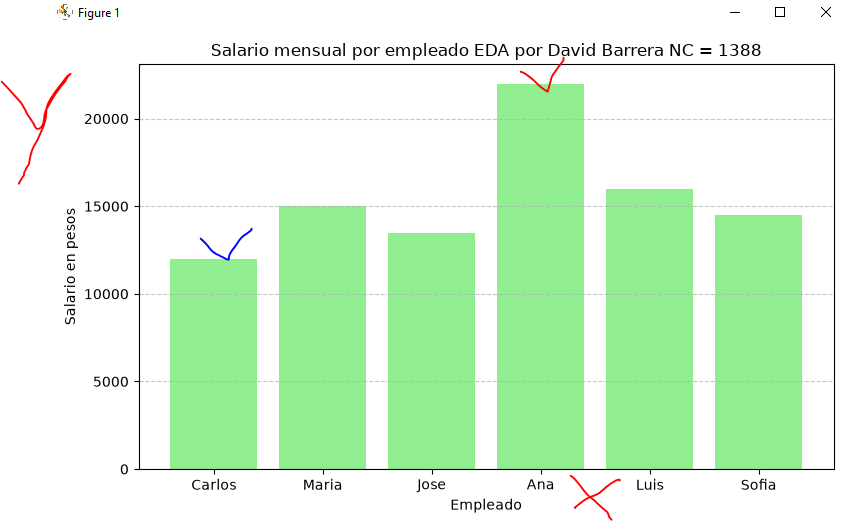 Figure 1
Salario mensual por empleado EDA por David Barrera NC = 1388
Y
20000
15000
10000
5000
0
Salario en pesos
Carlos Maria Jose Ana Luis Sofia
Empleado
X